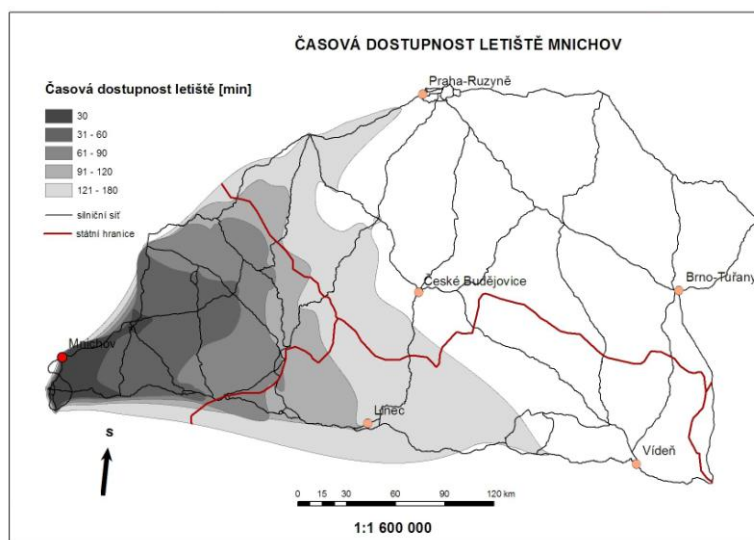 ČASOVÁ DOSTUPNOST LETIŠTĚ MNICHOV
Časová dostupnost letiště [min]
30
31 - 60
61 - 90
91 - 120
121 - 180
silniční síť
státní hranice
Praha-Ruzyně
České Budějovice
Brno-Tuřany
Mnichov
Linec
Vídeň
S
0 15 30 60 90 120 km
1:1 600 000